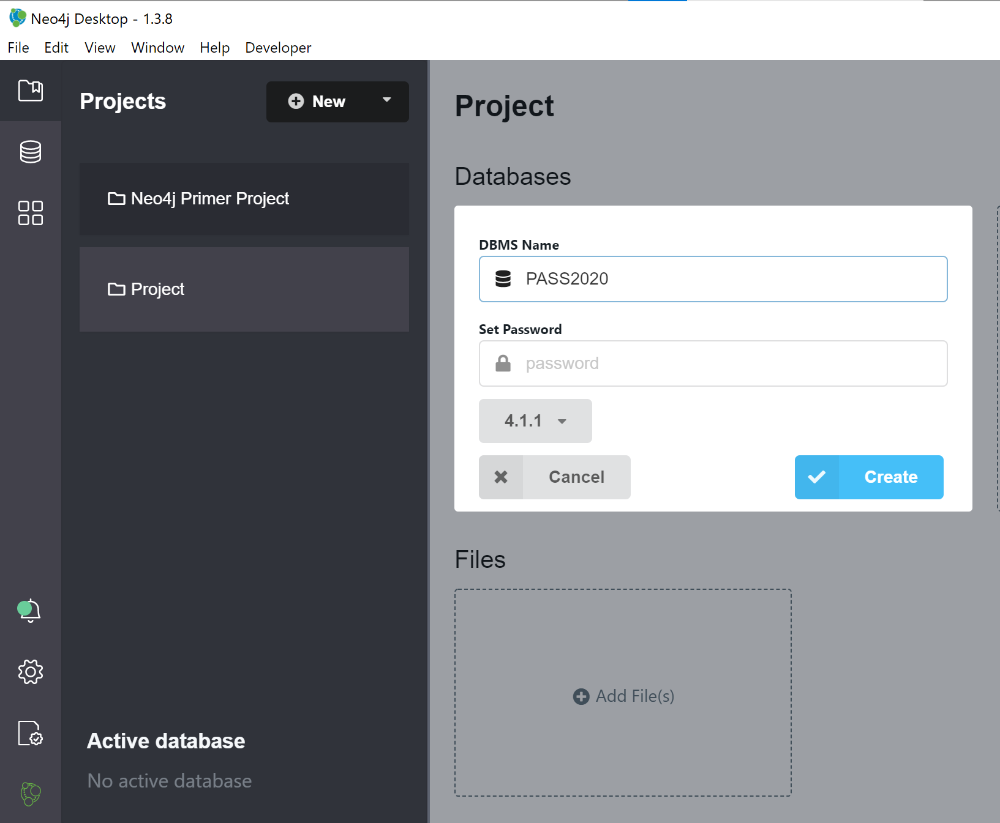 Neo4j Desktop - 1.3.8
File Edit View Window Help Developer
Projects
New
Neo4j Primer Project
Project
Active database
No active database
Project
Databases
DBMS Name
PASS2020
Set Password
password
4.1.1
Cancel
Create
Files
Add File(s)